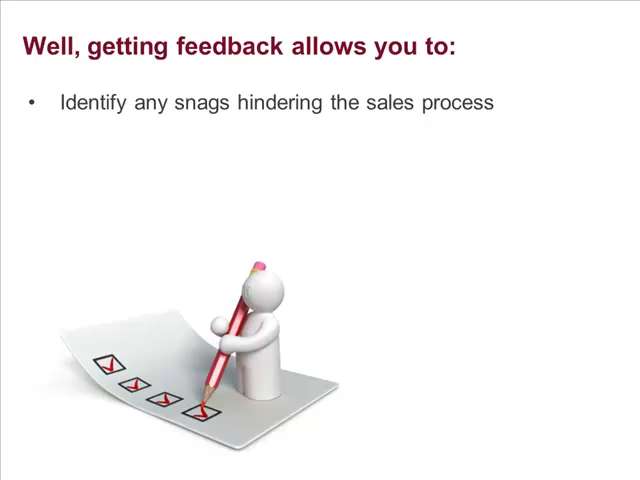 Well, getting feedback allows you to:
• Identify any snags hindering the sales process